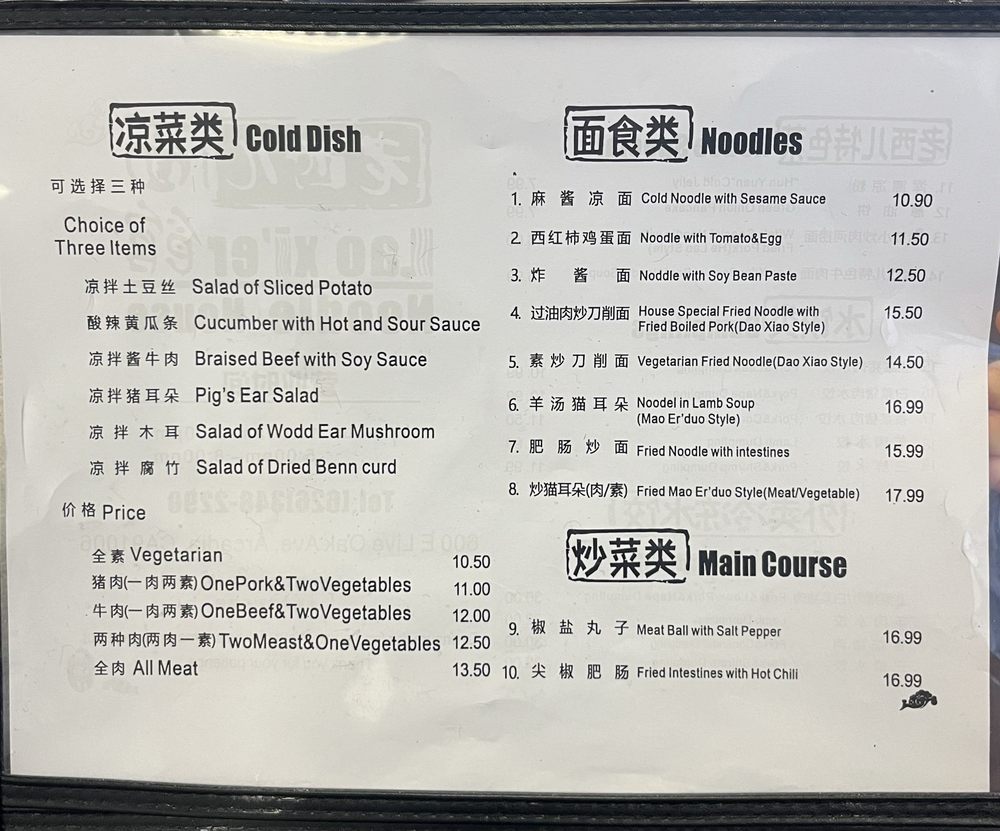 凉菜类 Cold Dish
可选择三种
Choice of
Three Items
凉拌土豆丝 Salad of Sliced Potato
酸辣黄瓜条 Cucumber with Hot and Sour Sauce
凉拌酱牛肉 Braised Beef with Soy Sauce
凉拌猪耳朵 Pig's Ear Salad
凉拌木耳 Salad of Wodd Ear Mushroom
凉拌腐竹 Salad of Dried Benn curd
价格 Price
全素 Vegetarian 10.50
猪肉(一肉两素) OnePork&TwoVegetables 11.00
牛肉(一肉两素) OneBeef&TwoVegetables 12.00
两种肉(两肉一素) TwoMeast&OneVegetables 12.50
全肉 All Meat 13.50
面食类 Noodles
1. 麻酱凉面 Cold Noodle with Sesame Sauce 10.90
2. 西红柿鸡蛋面 Noodle with Tomato&Egg 11.50
3. 炸酱面 Noddle with Soy Bean Paste 12.50
4. 过油肉炒刀削面 House Special Fried Noodle with 15.50
Fried Boiled Pork(Dao Xiao Style)
5. 素炒刀削面 Vegetarian Fried Noodle(Dao Xiao Style) 14.50
6. 羊汤猫耳朵 Noodel in Lamb Soup 16.99
(Mao Er'duo Style)
7. 肥肠炒面 Fried Noodle with intestines 15.99
8. 炒猫耳朵(肉/素) Fried Mao Er'duo Style(Meat/Vegetable) 17.99
炒菜类 Main Course
9. 椒盐丸子 Meat Ball with Salt Pepper 16.99
10. 尖椒肥肠 Fried Intestines with Hot Chili 16.99